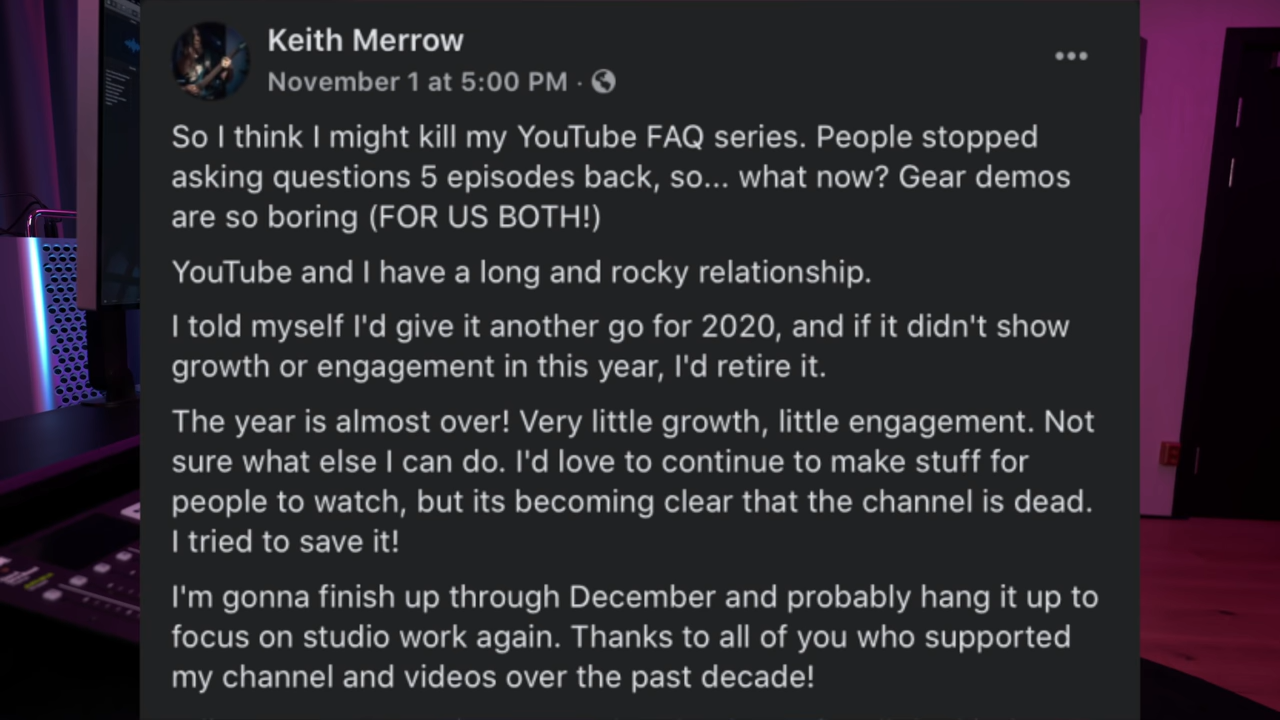 Keith Merrow
November 1 at 5:00 PM ·
So I think I might kill my YouTube FAQ series. People stopped
asking questions 5 episodes back, so... what now? Gear demos
are so boring (FOR US BOTH!)
YouTube and I have a long and rocky relationship.
I told myself I'd give it another go for 2020, and if it didn't show
growth or engagement in this year, I'd retire it.
The year is almost over! Very little growth, little engagement. Not
sure what else I can do. I'd love to continue to make stuff for
people to watch, but its becoming clear that the channel is dead.
I tried to save it!
I'm gonna finish up through December and probably hang it up to
focus on studio work again. Thanks to all of you who supported
my channel and videos over the past decade!